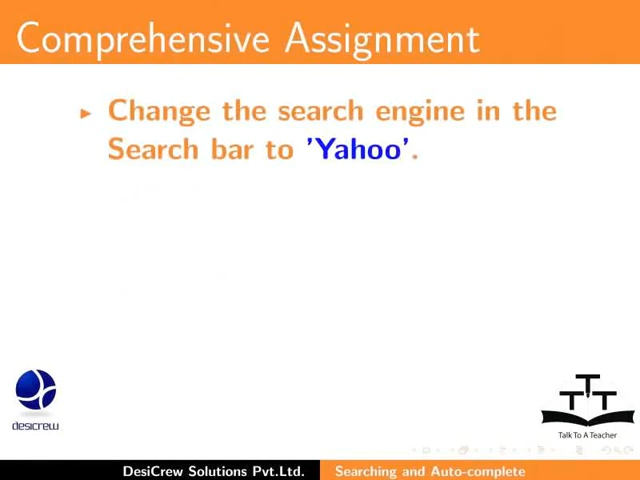 Comprehensive Assignment
Change the search engine in the
Search bar to 'Yahoo'.
desicrew
TTT
Talk To A Teacher
DesiCrew Solutions Pvt.Ltd. Searching and Auto-complete